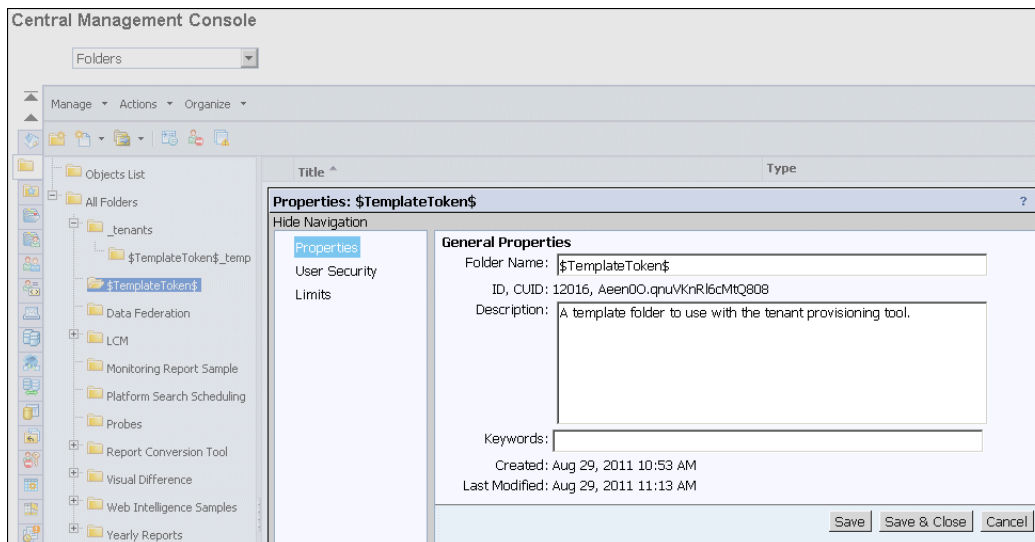 Central Management Console
Folders
Manage Actions Organize
Title Type
Objects List
All Folders
_tenants
$TemplateToken$_temp
$TemplateToken$
Data Federation
LCM
Monitoring Report Sample
Platform Search Scheduling
Probes
Report Conversion Tool
Visual Difference
Web Intelligence Samples
Yearly Reports
Properties: $TemplateToken$ ?
Hide Navigation
Properties
User Security
Limits
General Properties
Folder Name: $TemplateToken$
ID, CUID: 12016, Aeen0O.qnuVKnRl6cMtQ808
Description: A template folder to use with the tenant provisioning tool.
Keywords:
Created: Aug 29, 2011 10:53 AM
Last Modified: Aug 29, 2011 11:13 AM
Save Save & Close Cancel